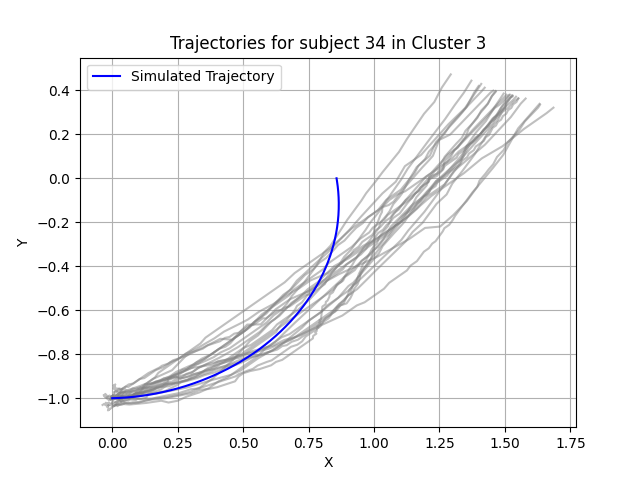 Trajectories for subject 34 in Cluster 3
Simulated Trajectory
0.4
0.2
0.0
−0.2
−0.4
−0.6
−0.8
−1.0
Y
0.00 0.25 0.50 0.75 1.00 1.25 1.50 1.75
X